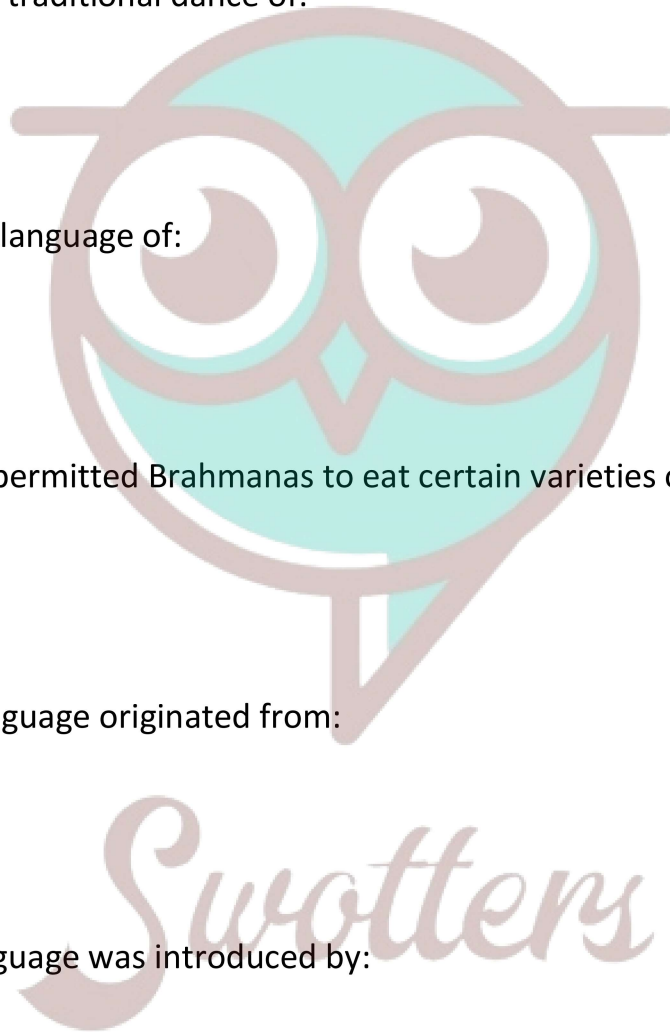 traditional dance of:
language of:
permitted Brahmanas to eat certain varieties
guage originated from:
guage was introduced by:
Swotters